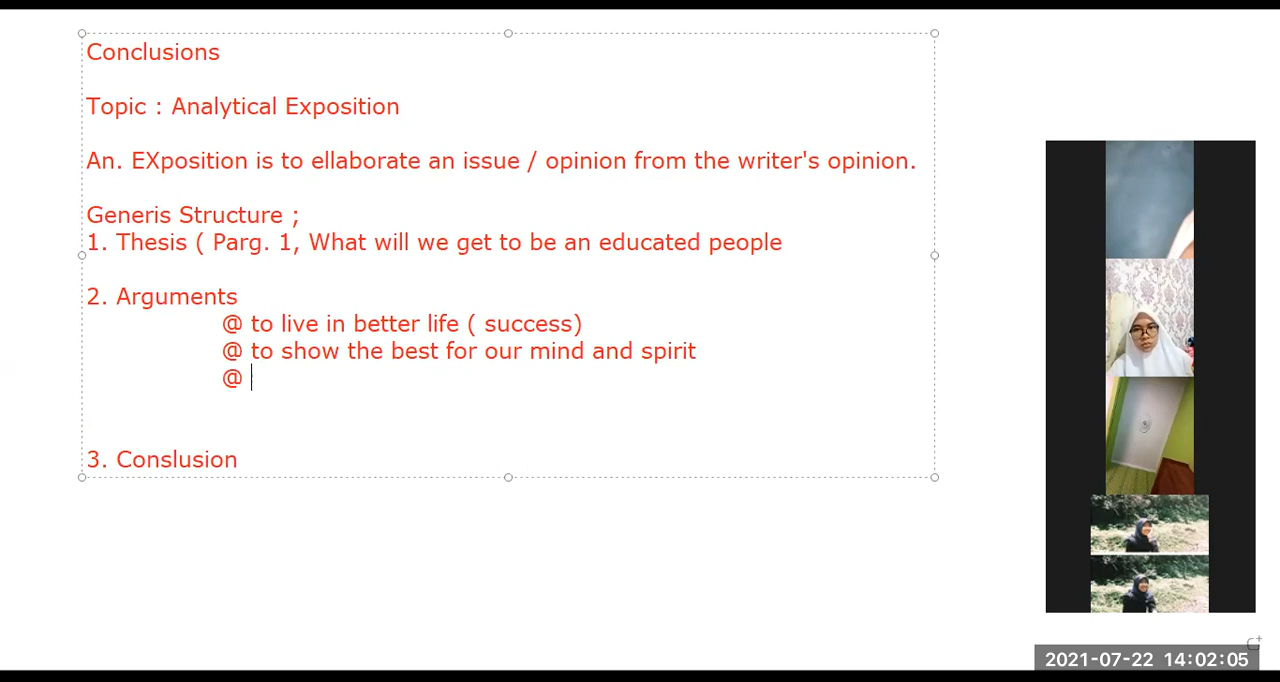 Conclusions
Topic : Analytical Exposition
An. EXposition is to ellaborate an issue / opinion from the writer's opinion.
Generis Structure ;
1. Thesis ( Parg. 1, What will we get to be an educated people
2. Arguments
@ to live in better life ( success)
@ to show the best for our mind and spirit
@
3. Conslusion
2021-07-22 14:02:05